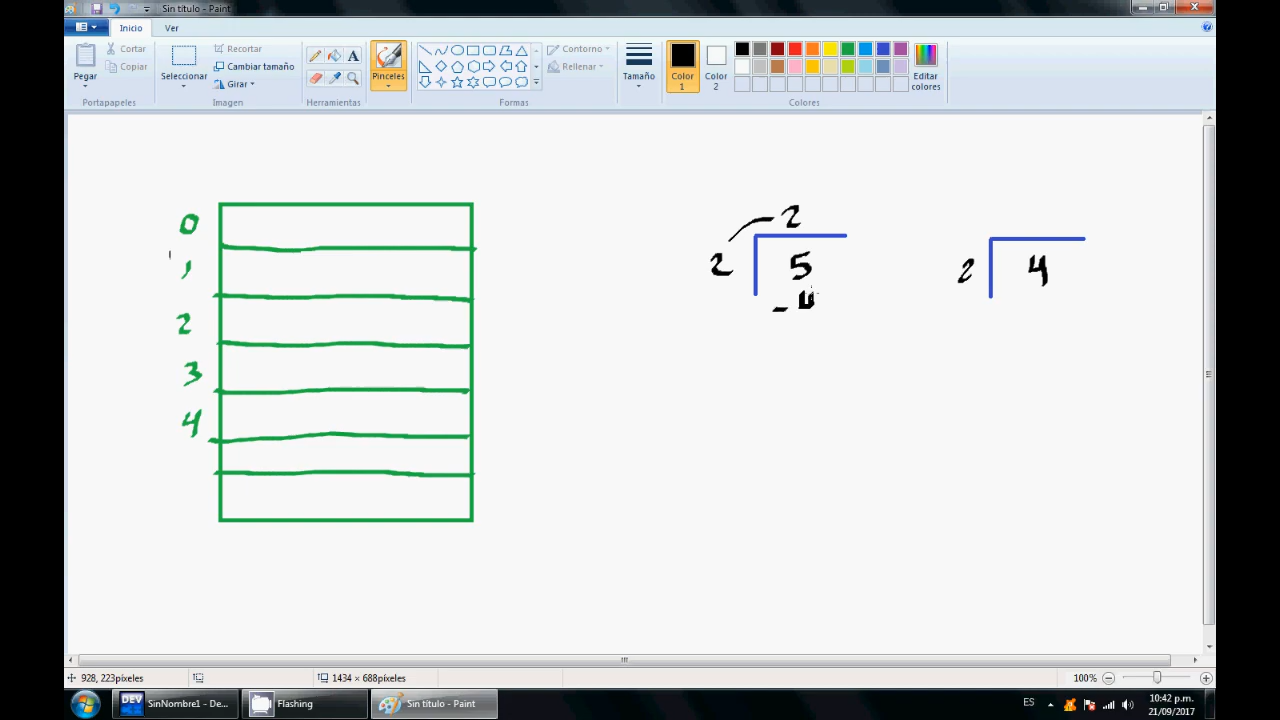 Sin título - Paint
Inicio Ver
Pegar
Cortar
Copiar
Portapapeles
Seleccionar
Recortar
Cambiar tamaño
Girar
Imagen
A
Herramientas
Pinceles
Contorno
Rellenar
Formas
Tamaño
Color 1
Color 2
Editar colores
Colores
0
1
2
3
4
2
2 5
- 4
2 4
928, 223píxeles
1434 × 688píxeles
100%
DEV
SinNombre1 - De...
Flashing
Sin título - Paint
ES
10:42 p.m.
21/09/2017